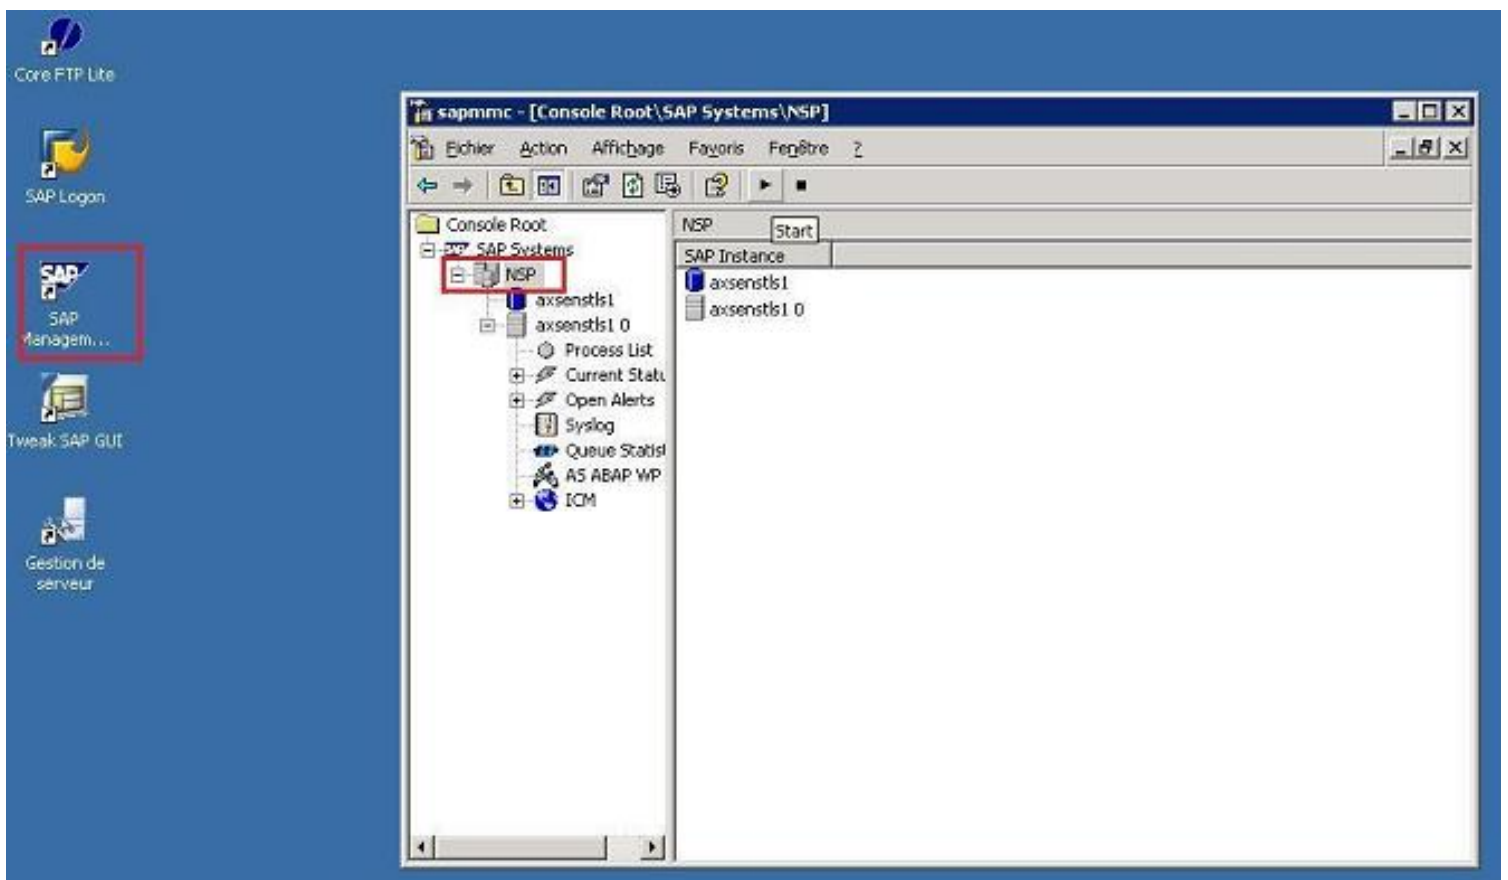 Core FTP Lite
SAP Logon
SAP
SAP
Managem...
Tweak SAP GUI
Gestion de
serveur
sapmmc - [Console Root\SAP Systems\NSP]
Fichier Action Affichage Favoris Fenêtre ?
Console Root
SAP Systems
NSP
axsenstls1
axsenstls1 0
Process List
Current Statu
Open Alerts
Syslog
Queue Statist
AS ABAP WP
ICM
NSP
Start
SAP Instance
axsenstls1
axsenstls1 0